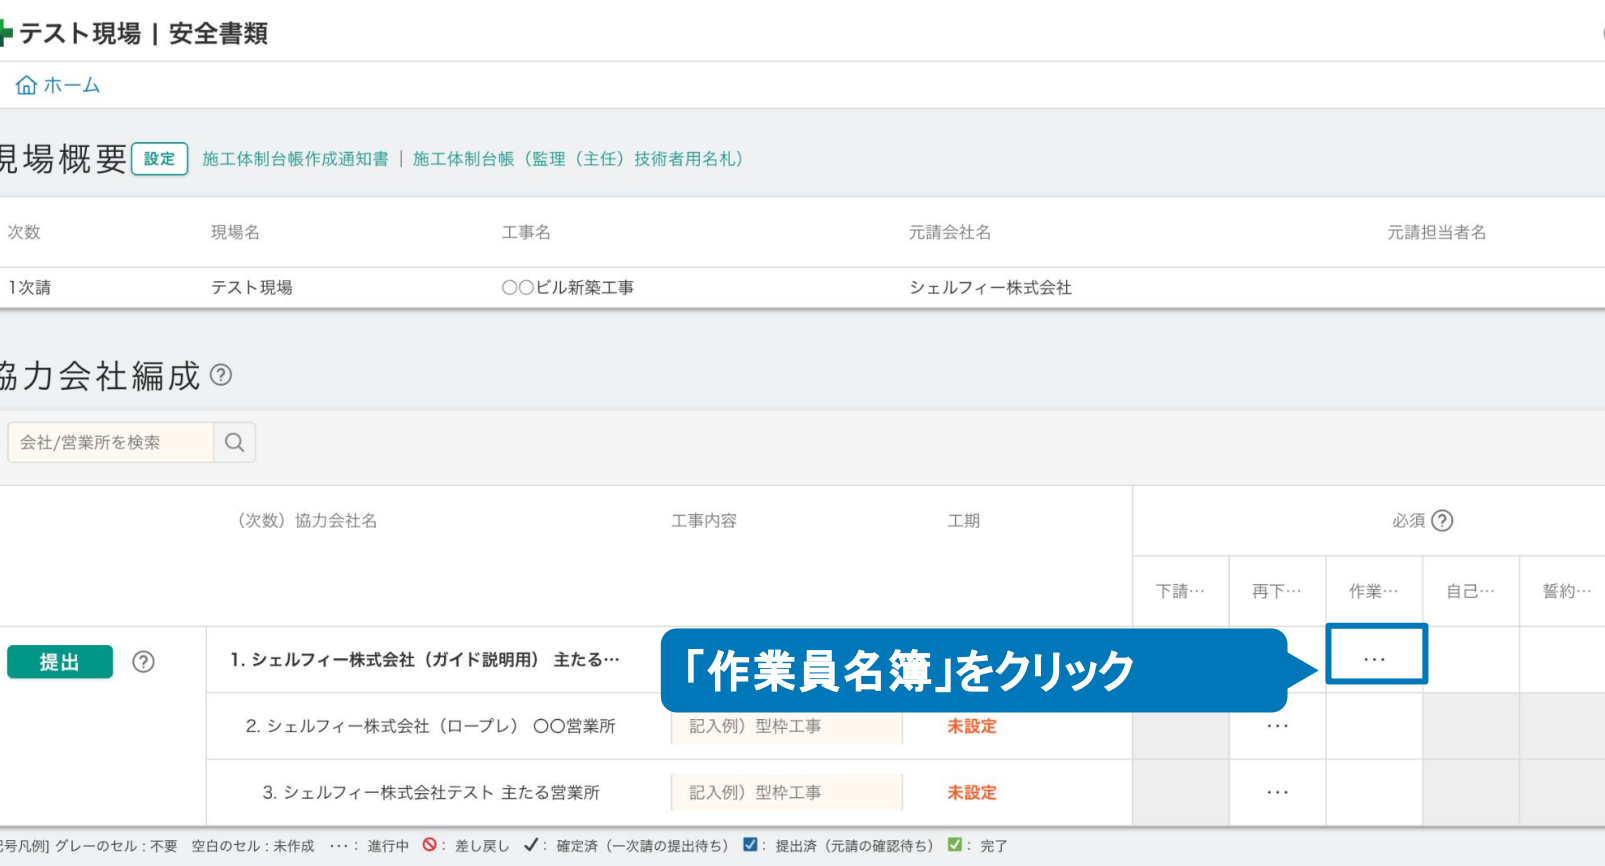 テスト現場 | 安全書類
ホーム
現場概要 設定 施工体制台帳作成通知書 | 施工体制台帳（監理（主任）技術者用名札）
次数 現場名 工事名 元請会社名 元請担当者名
1次請 テスト現場 〇〇ビル新築工事 シェルフィー株式会社
協力会社編成 ?
会社/営業所を検索
（次数）協力会社名 工事内容 工期 必須 ?
下請… 再下… 作業… 自己… 誓約…
提出 ? 1. シェルフィー株式会社（ガイド説明用） 主たる… 「作業員名簿」をクリック …
2. シェルフィー株式会社（ロープレ） 〇〇営業所 記入例）型枠工事 未設定 …
3. シェルフィー株式会社テスト 主たる営業所 記入例）型枠工事 未設定 …
記号凡例] グレーのセル : 不要 空白のセル : 未作成 … : 進行中 🚫 : 差し戻し ✓ : 確定済（一次請の提出待ち） ☑ : 提出済（元請の確認待ち） ✅ : 完了